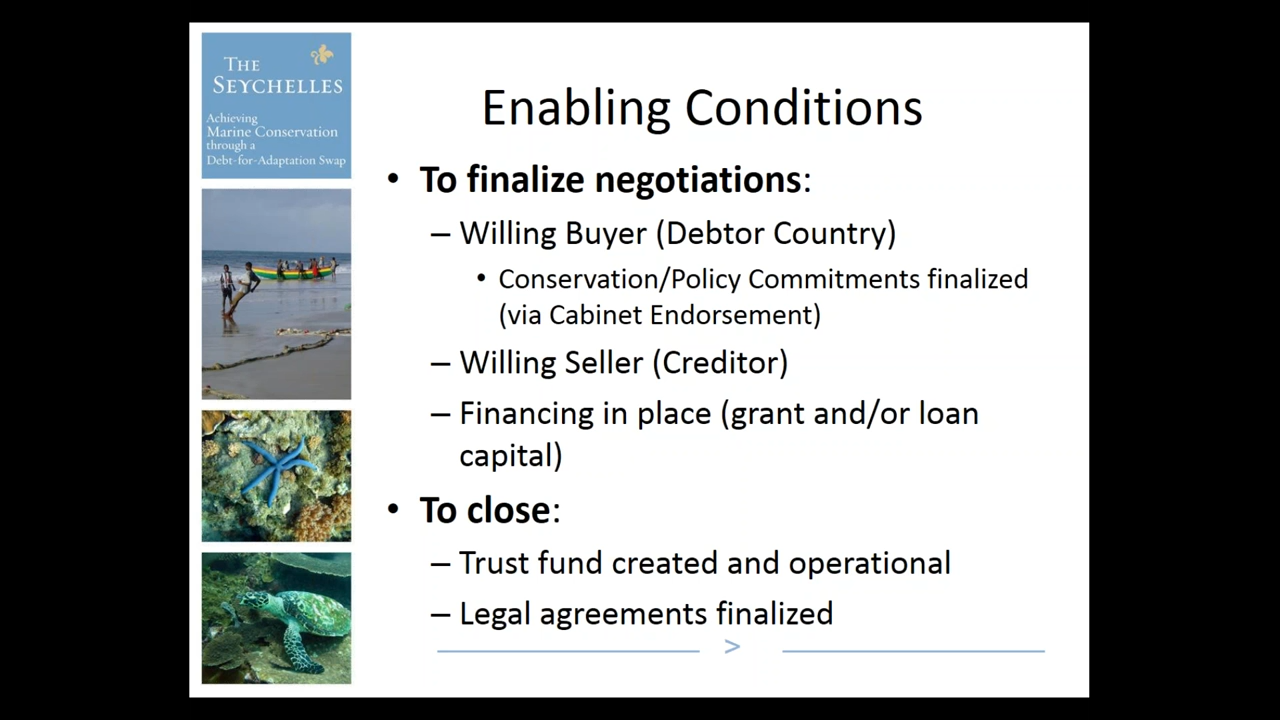 THE
SEYCHELLES
Achieving
Marine Conservation
through a
Debt-for-Adaptation Swap
Enabling Conditions
• To finalize negotiations:
– Willing Buyer (Debtor Country)
• Conservation/Policy Commitments finalized
(via Cabinet Endorsement)
– Willing Seller (Creditor)
– Financing in place (grant and/or loan
capital)
• To close:
– Trust fund created and operational
– Legal agreements finalized
>